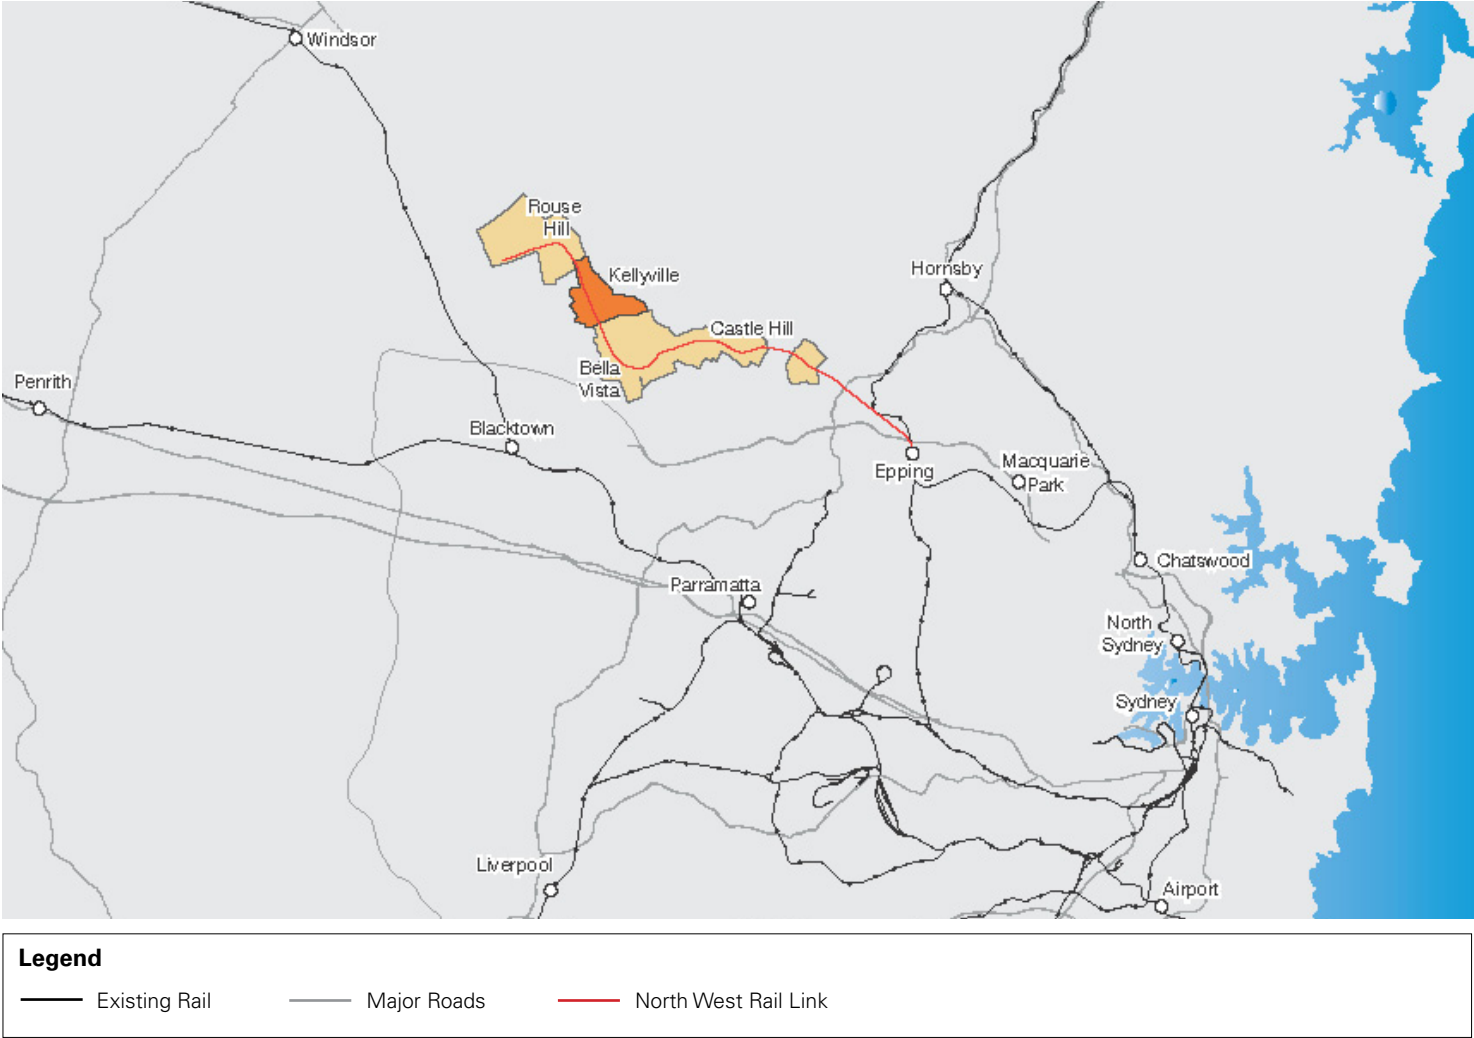 Windsor
Rouse
Hill
Kellyville
Hornsby
Castle Hill
Bella
Vista
Penrith
Blacktown
Epping
Macquarie
Park
Chatswood
Parramatta
North
Sydney
Sydney
Liverpool
Airport
Legend
Existing Rail
Major Roads
North West Rail Link